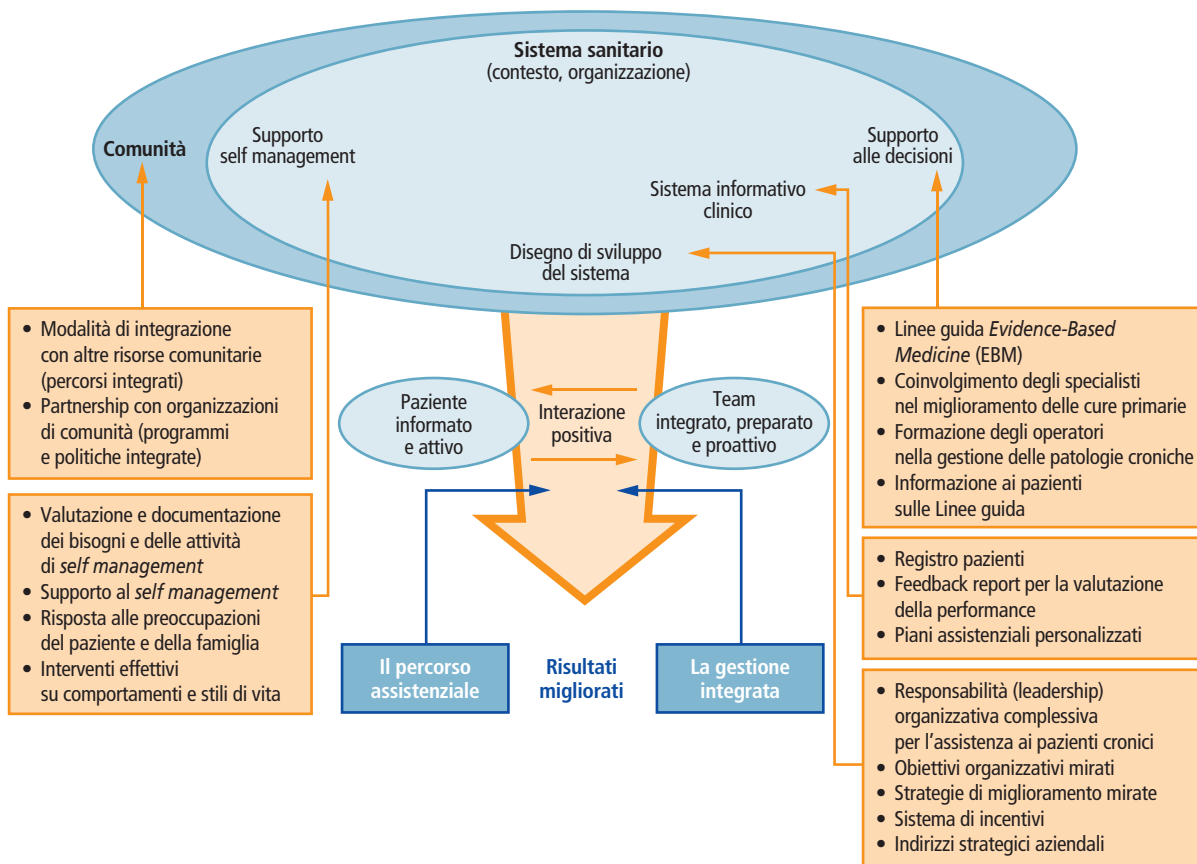 Sistema sanitario
(contesto, organizzazione)
Comunità
Supporto
self management
Supporto
alle decisioni
Sistema informativo
clinico
Disegno di sviluppo
del sistema
• Modalità di integrazione
con altre risorse comunitarie
(percorsi integrati)
• Partnership con organizzazioni
di comunità (programmi
e politiche integrate)
• Valutazione e documentazione
dei bisogni e delle attività
di self management
• Supporto al self management
• Risposta alle preoccupazioni
del paziente e della famiglia
• Interventi effettivi
su comportamenti e stili di vita
Paziente
informato
e attivo
Interazione
positiva
Team
integrato, preparato
e proattivo
Il percorso
assistenziale
Risultati
migliorati
La gestione
integrata
• Linee guida Evidence-Based
Medicine (EBM)
• Coinvolgimento degli specialisti
nel miglioramento delle cure primarie
• Formazione degli operatori
nella gestione delle patologie croniche
• Informazione ai pazienti
sulle Linee guida
• Registro pazienti
• Feedback report per la valutazione
della performance
• Piani assistenziali personalizzati
• Responsabilità (leadership)
organizzativa complessiva
per l'assistenza ai pazienti cronici
• Obiettivi organizzativi mirati
• Strategie di miglioramento mirate
• Sistema di incentivi
• Indirizzi strategici aziendali